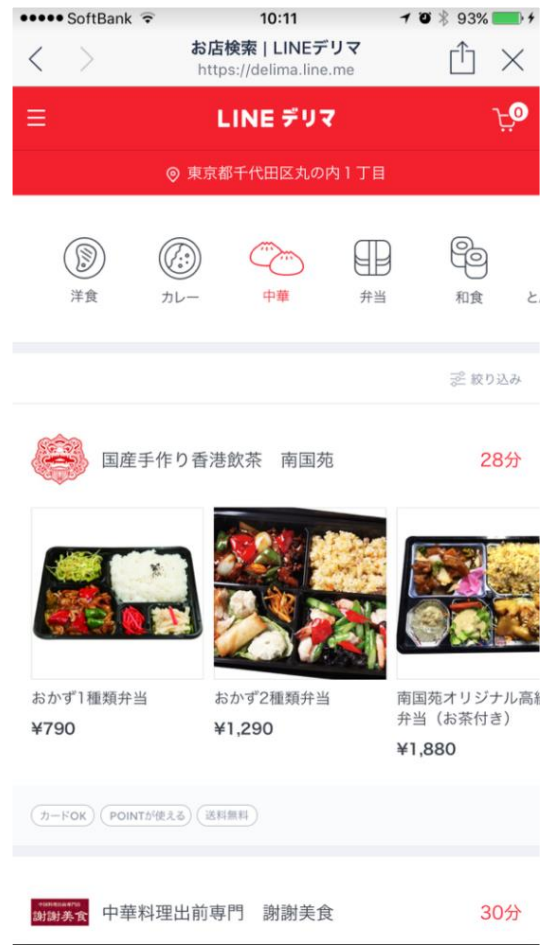 SoftBank 10:11 93%
お店検索 | LINEデリマ
https://delima.line.me
LINE デリマ
0
東京都千代田区丸の内1丁目
洋食 カレー 中華 弁当 和食 と
絞り込み
国産手作り香港飲茶 南国苑 28分
おかず1種類弁当 おかず2種類弁当 南国苑オリジナル高級
弁当（お茶付き）
¥790 ¥1,290
¥1,880
カードOK POINTが使える 送料無料
謝謝美食 中華料理出前専門 謝謝美食 30分